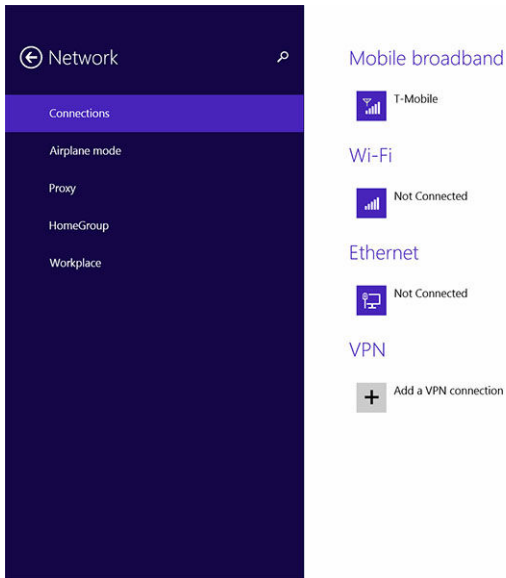 Network
Connections
Airplane mode
Proxy
HomeGroup
Workplace
Mobile broadband
T-Mobile
Wi-Fi
Not Connected
Ethernet
Not Connected
VPN
Add a VPN connection